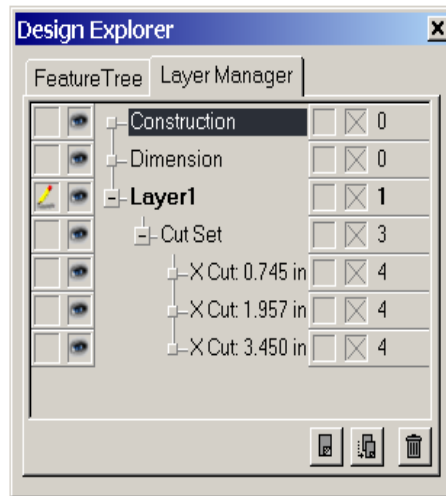 Design Explorer
FeatureTree Layer Manager
Construction 0
Dimension 0
Layer1 1
Cut Set 3
X Cut: 0.745 in 4
X Cut: 1.957 in 4
X Cut: 3.450 in 4